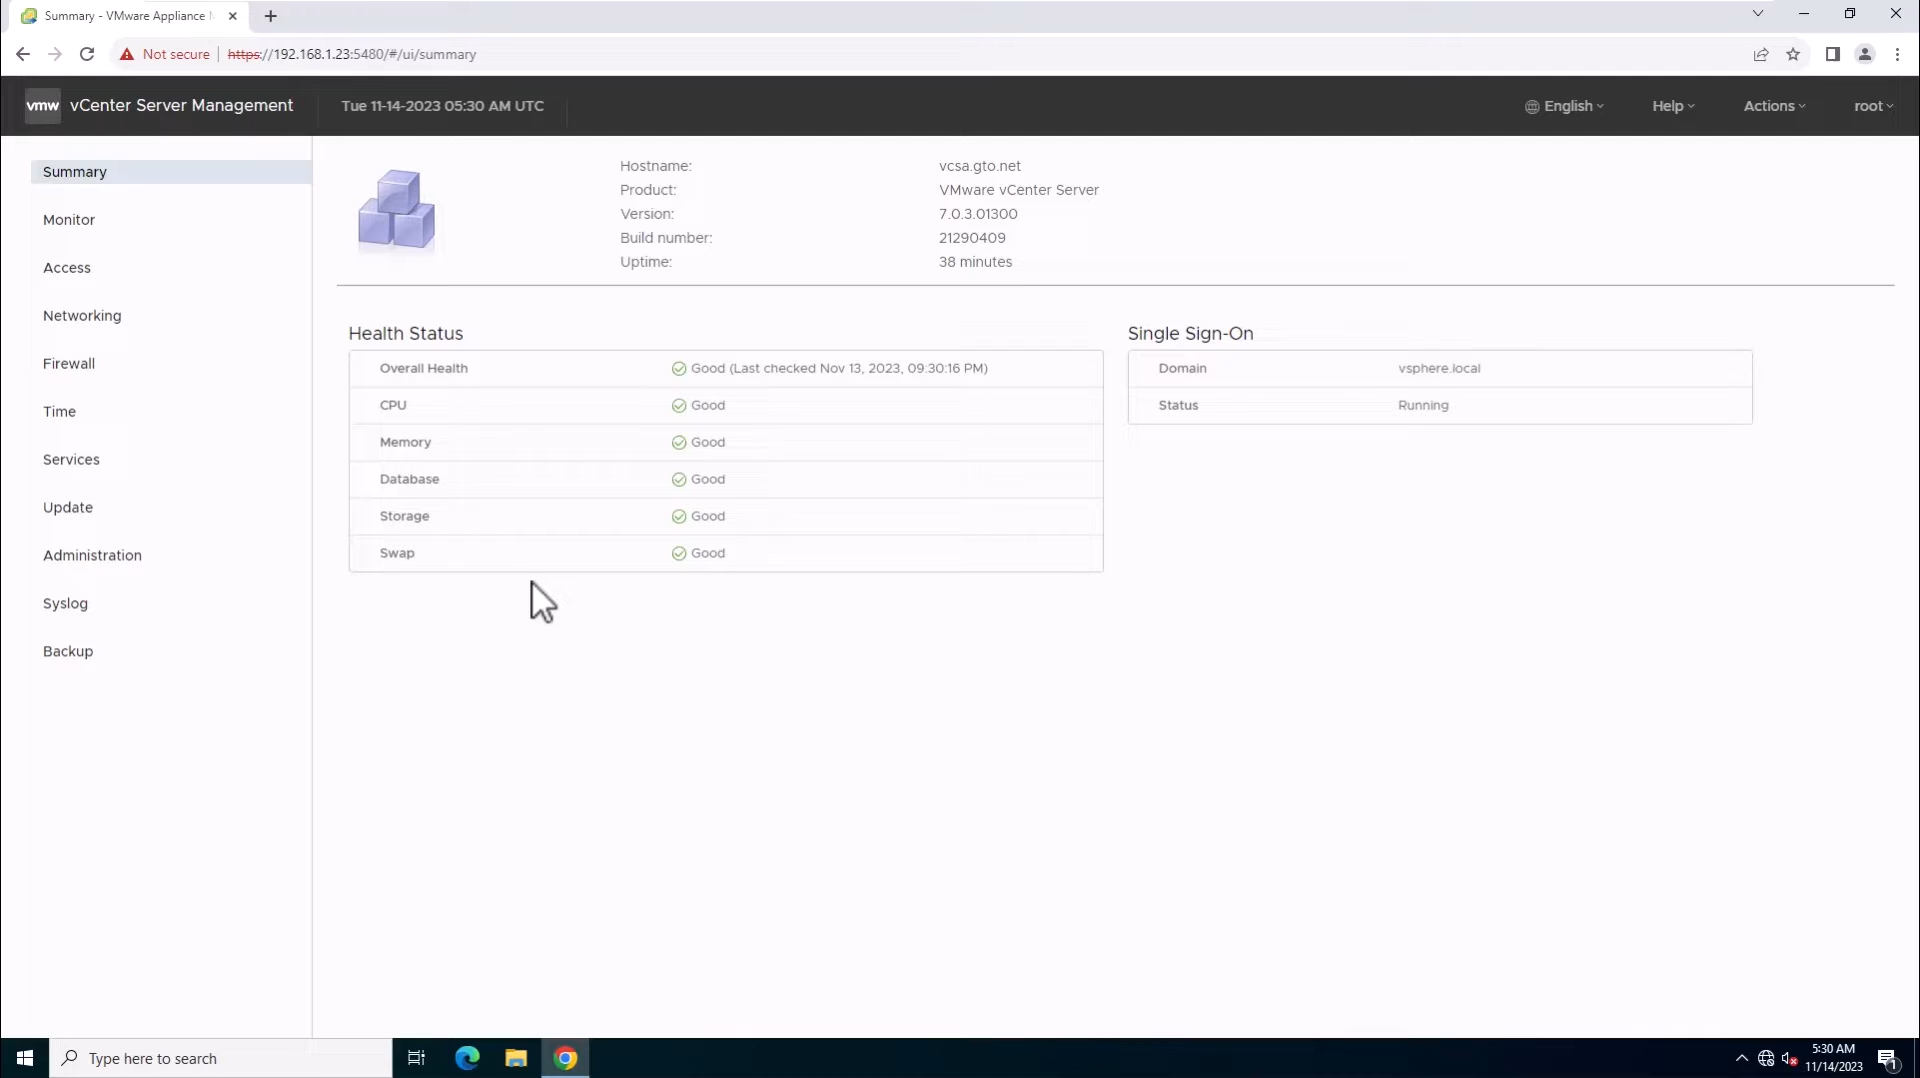 Summary - VMware Appliance
Not secure
https://192.168.1.23:5480/#/ui/summary
vmw
vCenter Server Management
Tue 11-14-2023 05:30 AM UTC
English
Help
Actions
root
Summary
Monitor
Access
Networking
Firewall
Time
Services
Update
Administration
Syslog
Backup
Hostname: vcsa.gto.net
Product: VMware vCenter Server
Version: 7.0.3.01300
Build number: 21290409
Uptime: 38 minutes
Health Status
Overall Health Good (Last checked Nov 13, 2023, 09:30:16 PM)
CPU Good
Memory Good
Database Good
Storage Good
Swap Good
Single Sign-On
Domain vsphere.local
Status Running
Type here to search
5:30 AM
11/14/2023
1